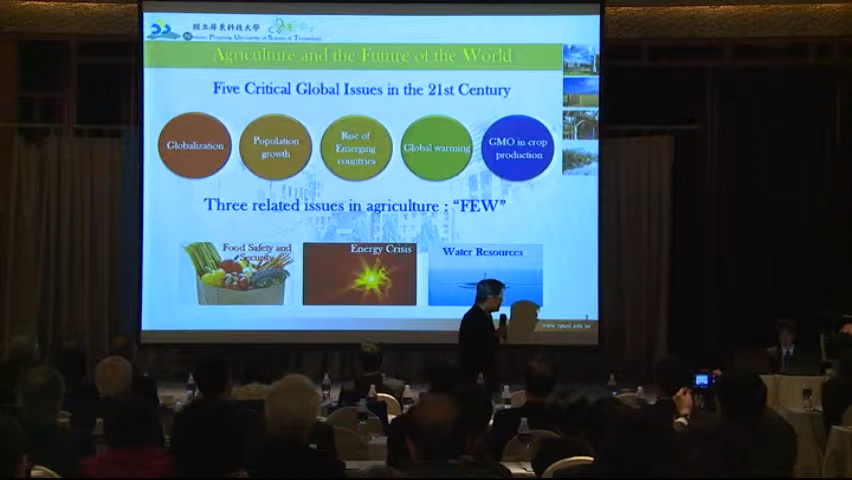 國立屏東科技大學
National Pingtung University of Science & Technology
Agriculture and the Future of the World
Five Critical Global Issues in the 21st Century
Globalization
Population
growth
Rise of
Emerging
countries
Global warming
GMO in crop
production
Three related issues in agriculture : “FEW”
Food Safety and
Security
Energy Crisis
Water Resources
www.npust.edu.tw